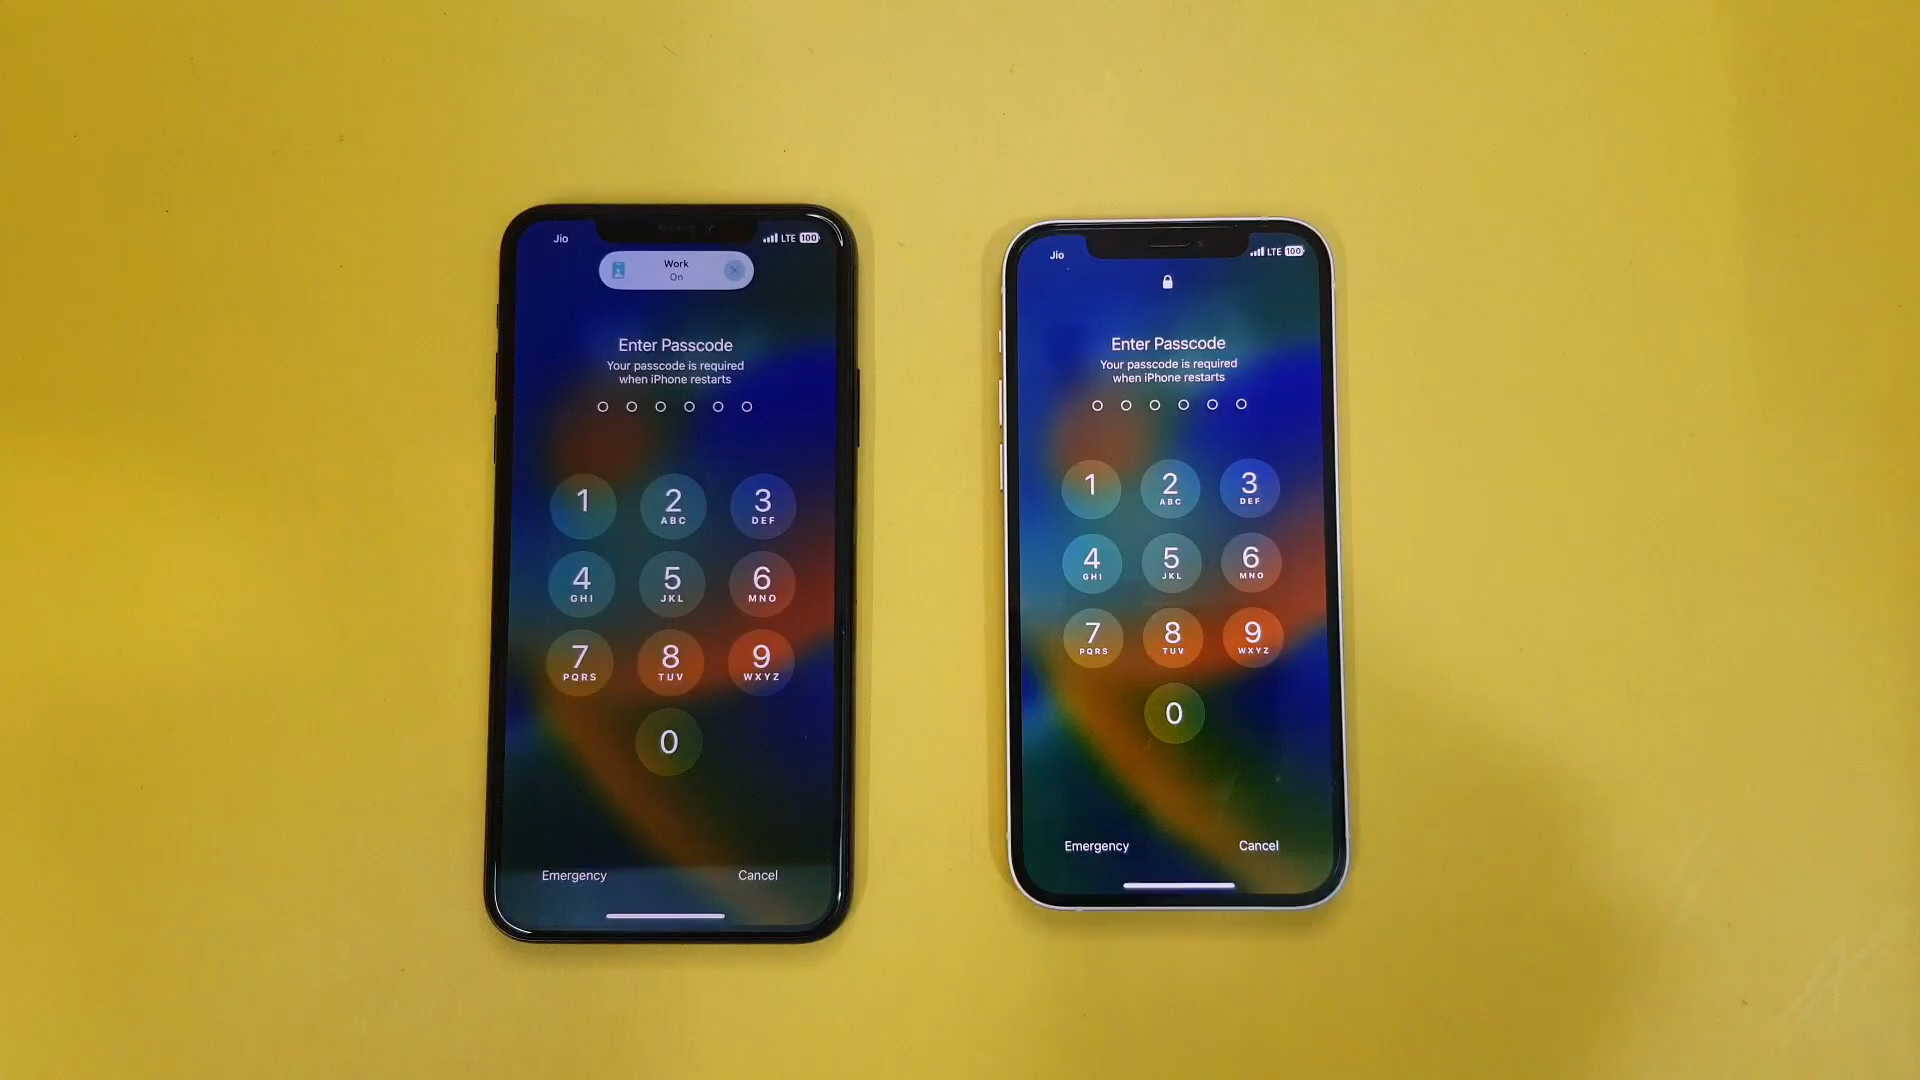 Jio
LTE 100
Work
On
Enter Passcode
Your passcode is required
when iPhone restarts
1
2
ABC
3
DEF
4
GHI
5
JKL
6
MNO
7
PQRS
8
TUV
9
WXYZ
0
Emergency
Cancel
Jio
LTE 100
Enter Passcode
Your passcode is required
when iPhone restarts
1
2
ABC
3
DEF
4
GHI
5
JKL
6
MNO
7
PQRS
8
TUV
9
WXYZ
0
Emergency
Cancel